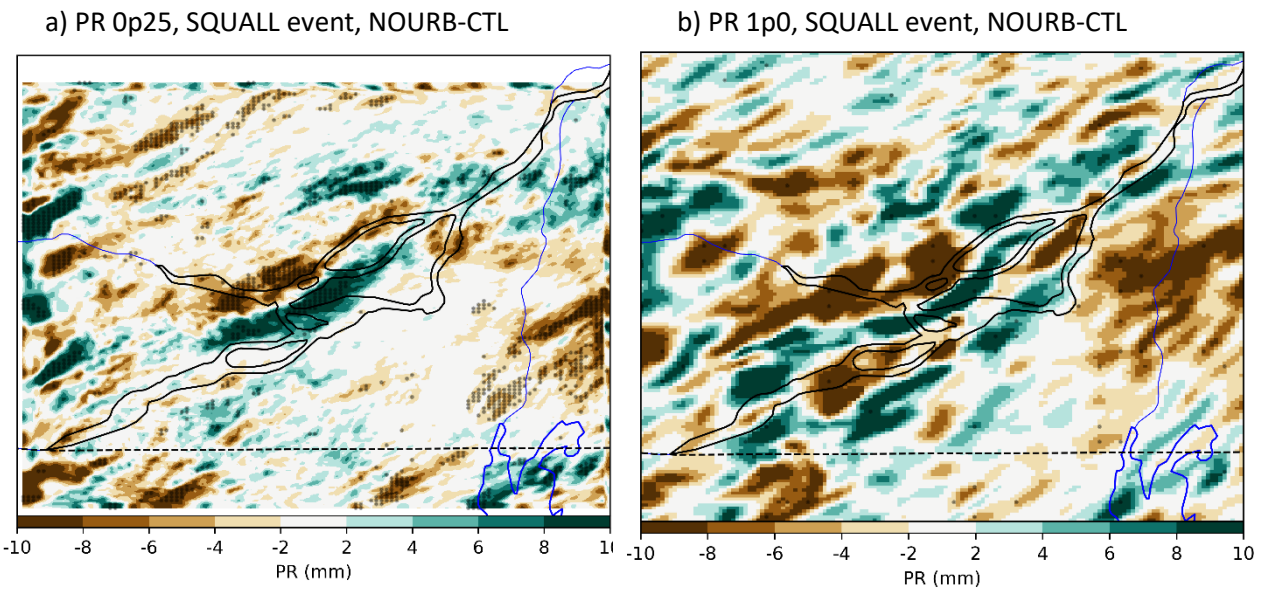 a) PR 0p25, SQUALL event, NOURB-CTL
b) PR 1p0, SQUALL event, NOURB-CTL
-10 -8 -6 -4 -2 2 4 6 8 10
PR (mm)
-10 -8 -6 -4 -2 2 4 6 8 10
PR (mm)